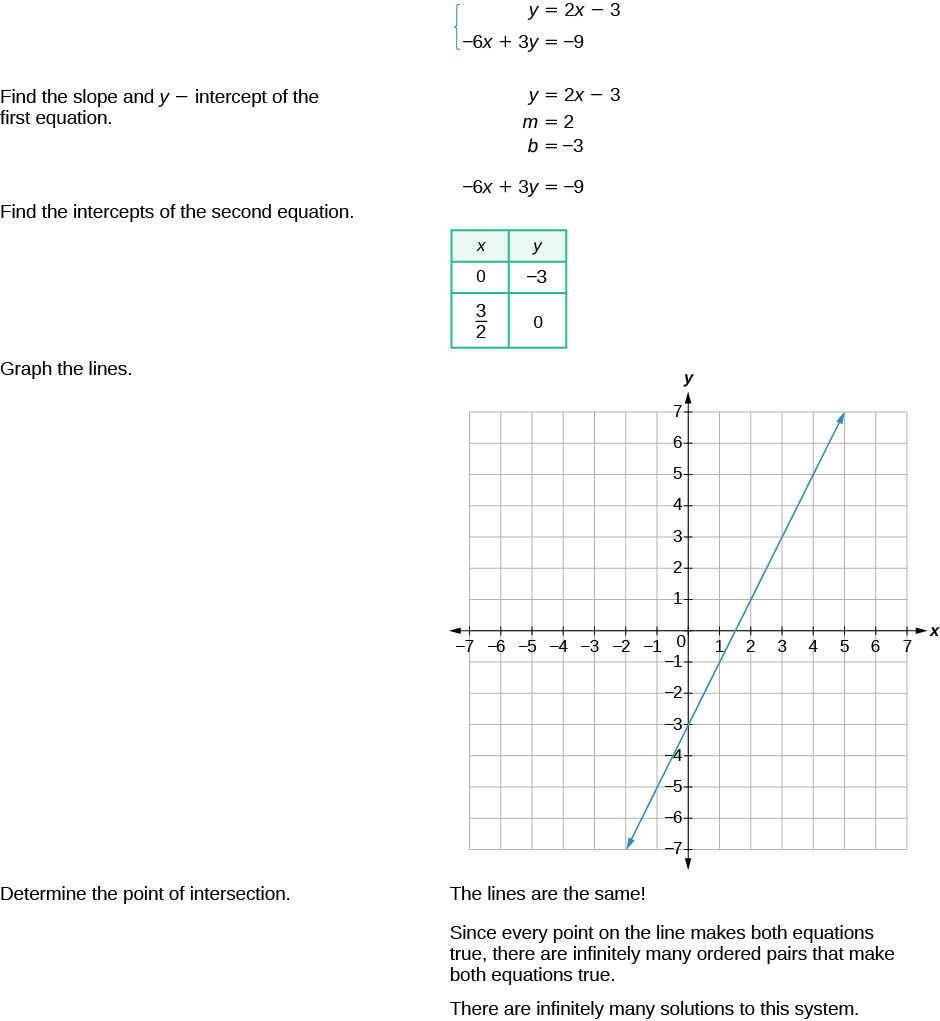 y = 2x − 3
−6x + 3y = −9
Find the slope and y − intercept of the
first equation.
y = 2x − 3
m = 2
b = −3
−6x + 3y = −9
Find the intercepts of the second equation.
x y
0 −3
3/2 0
Graph the lines.
y
7
6
5
4
3
2
1
x
−7 −6 −5 −4 −3 −2 −1 0 1 2 3 4 5 6 7
−1
−2
−3
−4
−5
−6
−7
Determine the point of intersection.
The lines are the same!
Since every point on the line makes both equations
true, there are infinitely many ordered pairs that make
both equations true.
There are infinitely many solutions to this system.